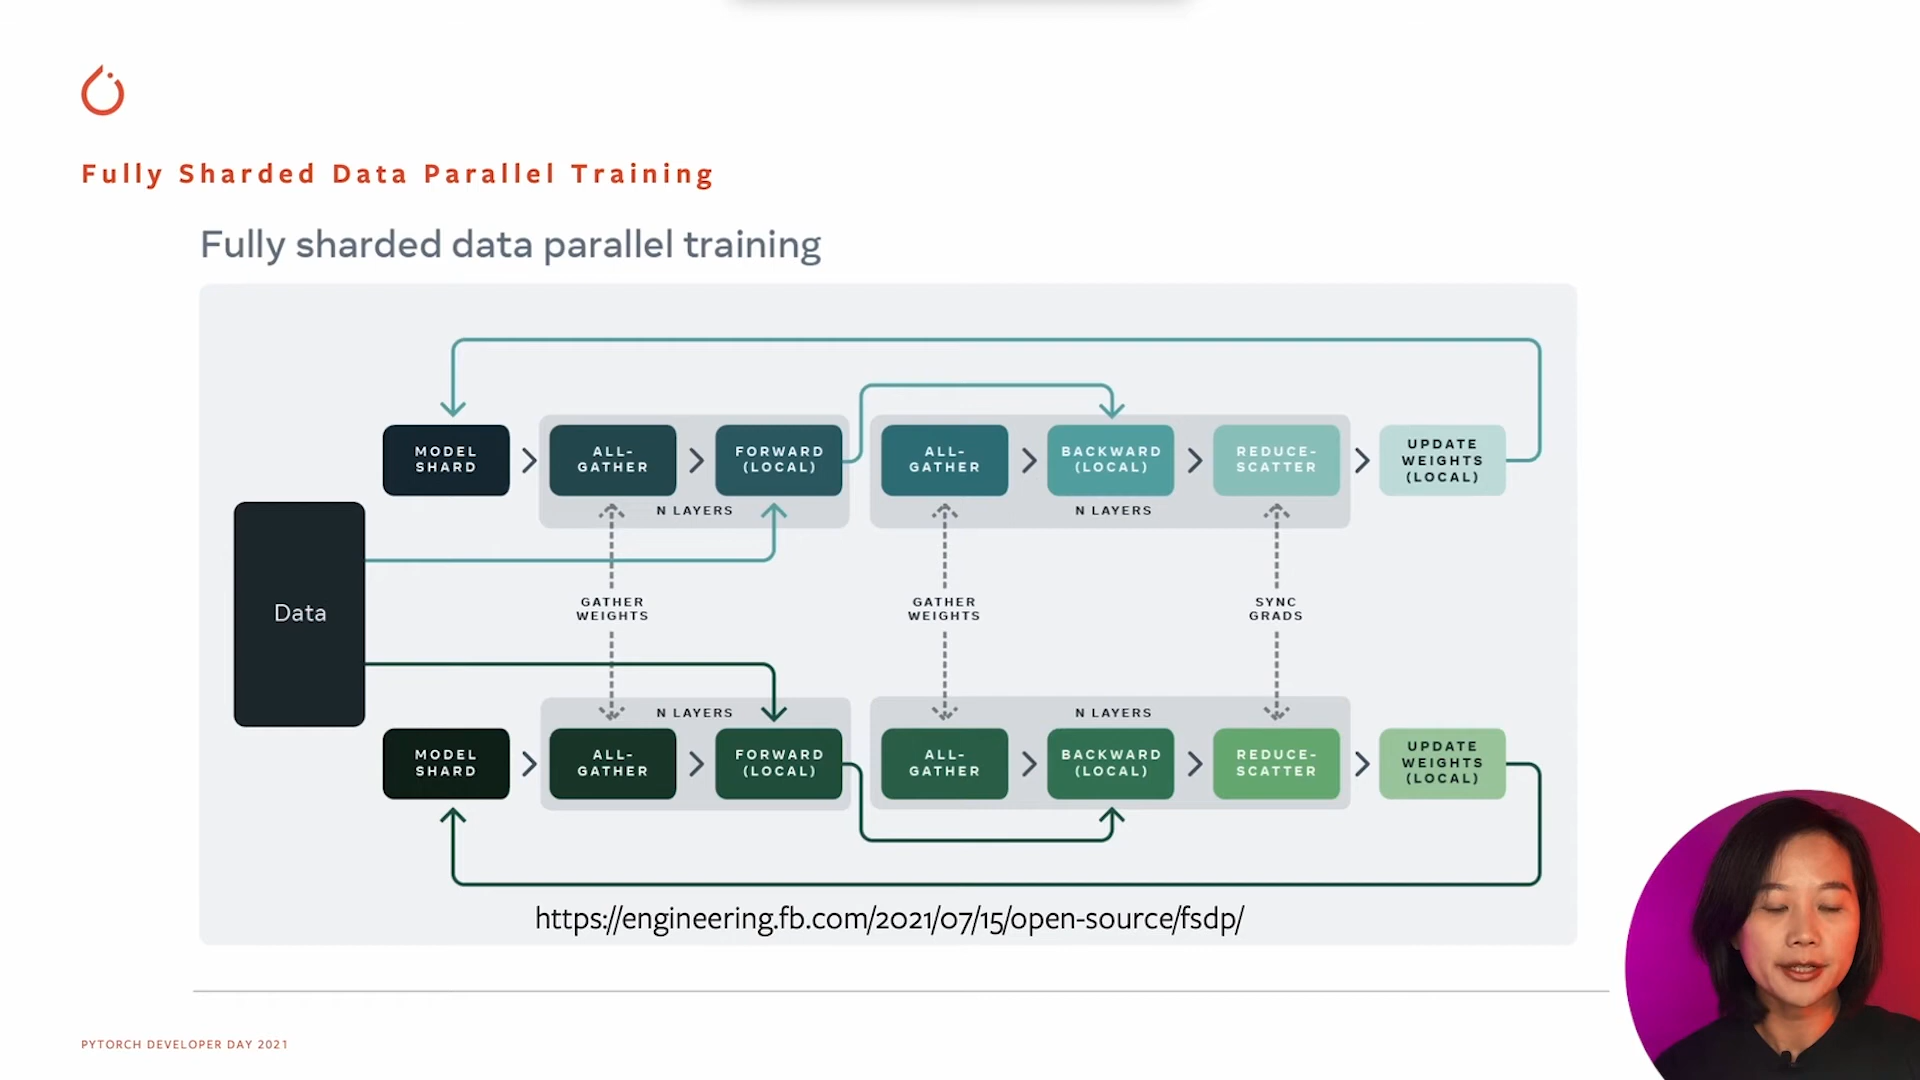 Fully Sharded Data Parallel Training
Fully sharded data parallel training
MODEL
SHARD
ALL-
GATHER
FORWARD
(LOCAL)
N LAYERS
ALL-
GATHER
BACKWARD
(LOCAL)
REDUCE-
SCATTER
N LAYERS
UPDATE
WEIGHTS
(LOCAL)
Data
GATHER
WEIGHTS
GATHER
WEIGHTS
SYNC
GRADS
MODEL
SHARD
N LAYERS
ALL-
GATHER
FORWARD
(LOCAL)
N LAYERS
ALL-
GATHER
BACKWARD
(LOCAL)
REDUCE-
SCATTER
UPDATE
WEIGHTS
(LOCAL)
https://engineering.fb.com/2021/07/15/open-source/fsdp/
PYTORCH DEVELOPER DAY 2021